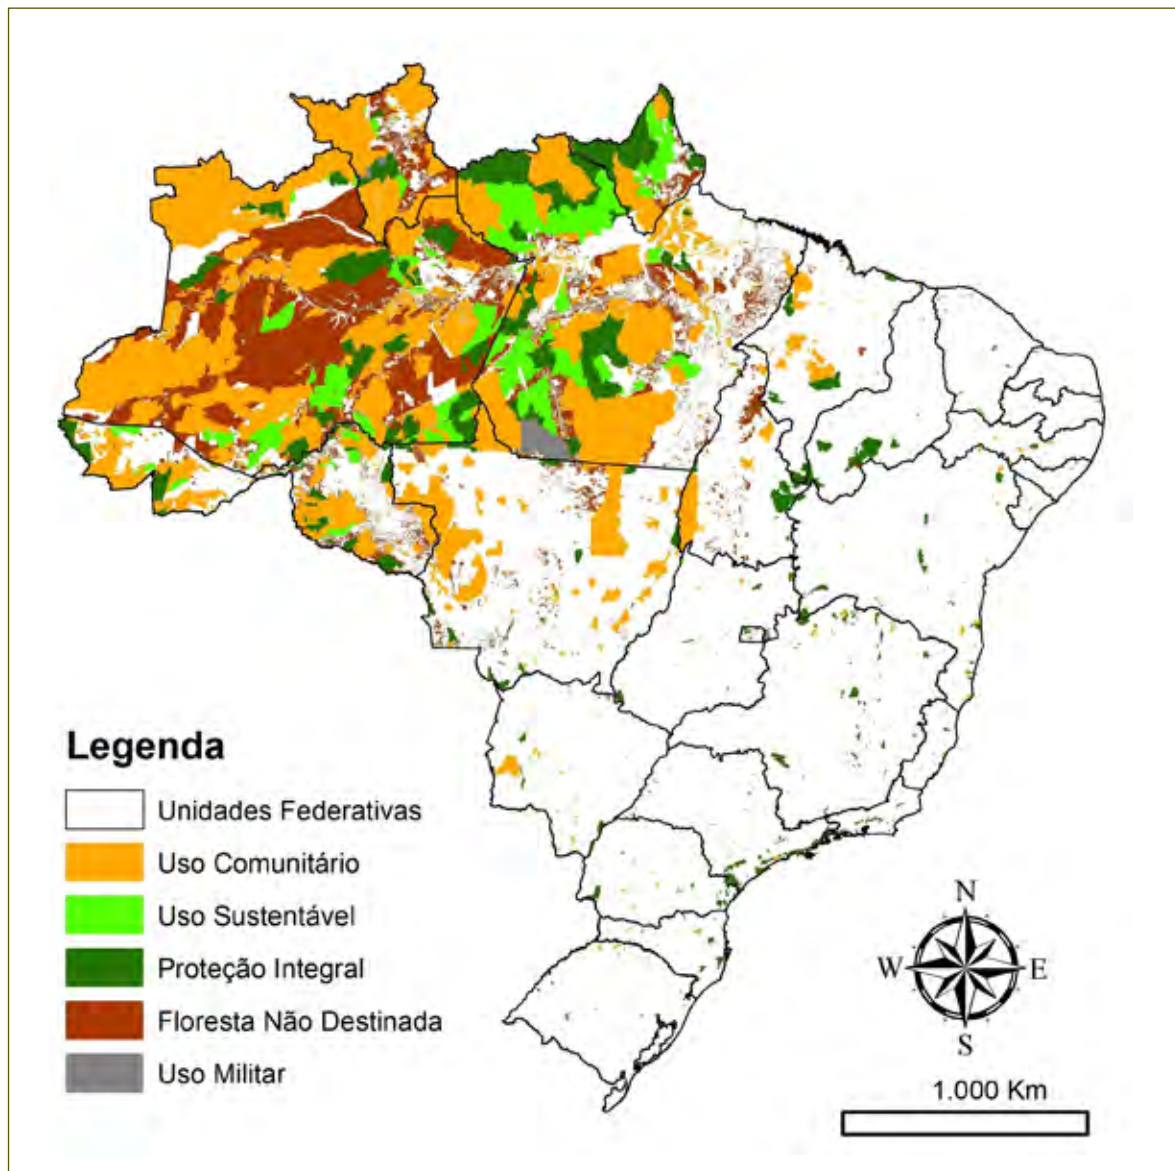 Legenda
Unidades Federativas
Uso Comunitário
Uso Sustentável
Proteção Integral
Floresta Não Destinada
Uso Militar
N
W E
S
1.000 Km